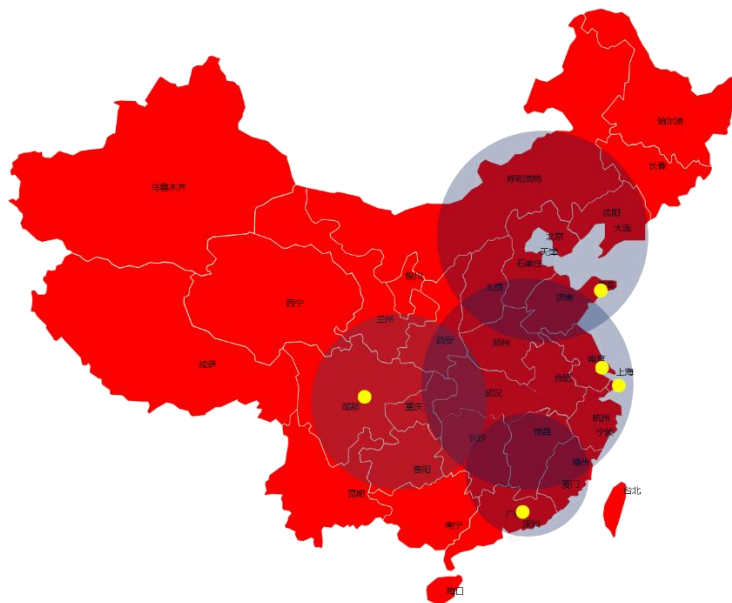 哈尔滨
长春
乌鲁木齐
呼和浩特
沈阳
大连
北京
天津
石家庄
银川
太原
济南
西宁
兰州
西安
郑州
拉萨
南京
上海
合肥
成都
重庆
武汉
杭州
宁波
长沙
南昌
福州
贵阳
厦门
昆明
台北
广
深圳
南宁
海口